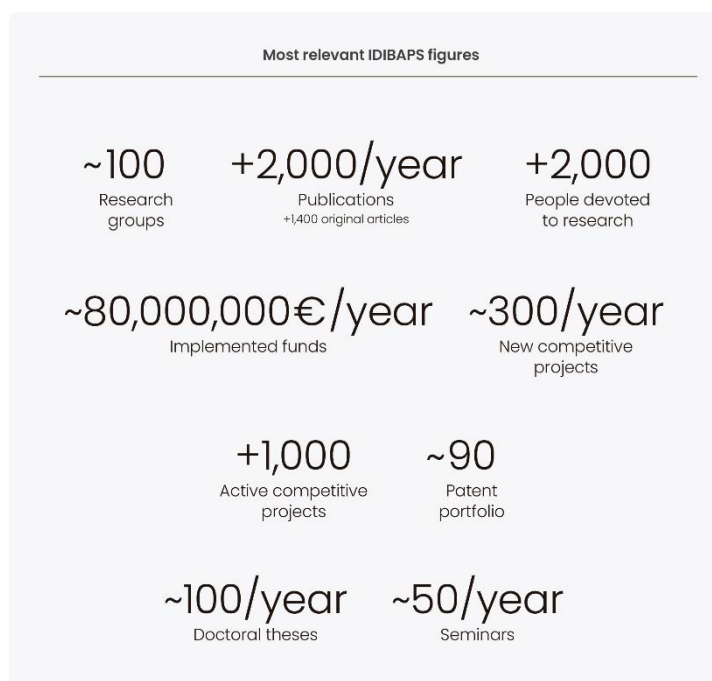 Most relevant IDIBAPS figures
~100
Research
groups
+2,000/year
Publications
+1,400 original articles
+2,000
People devoted
to research
~80,000,000€/year
Implemented funds
~300/year
New competitive
projects
+1,000
Active competitive
projects
~90
Patent
portfolio
~100/year
Doctoral theses
~50/year
Seminars